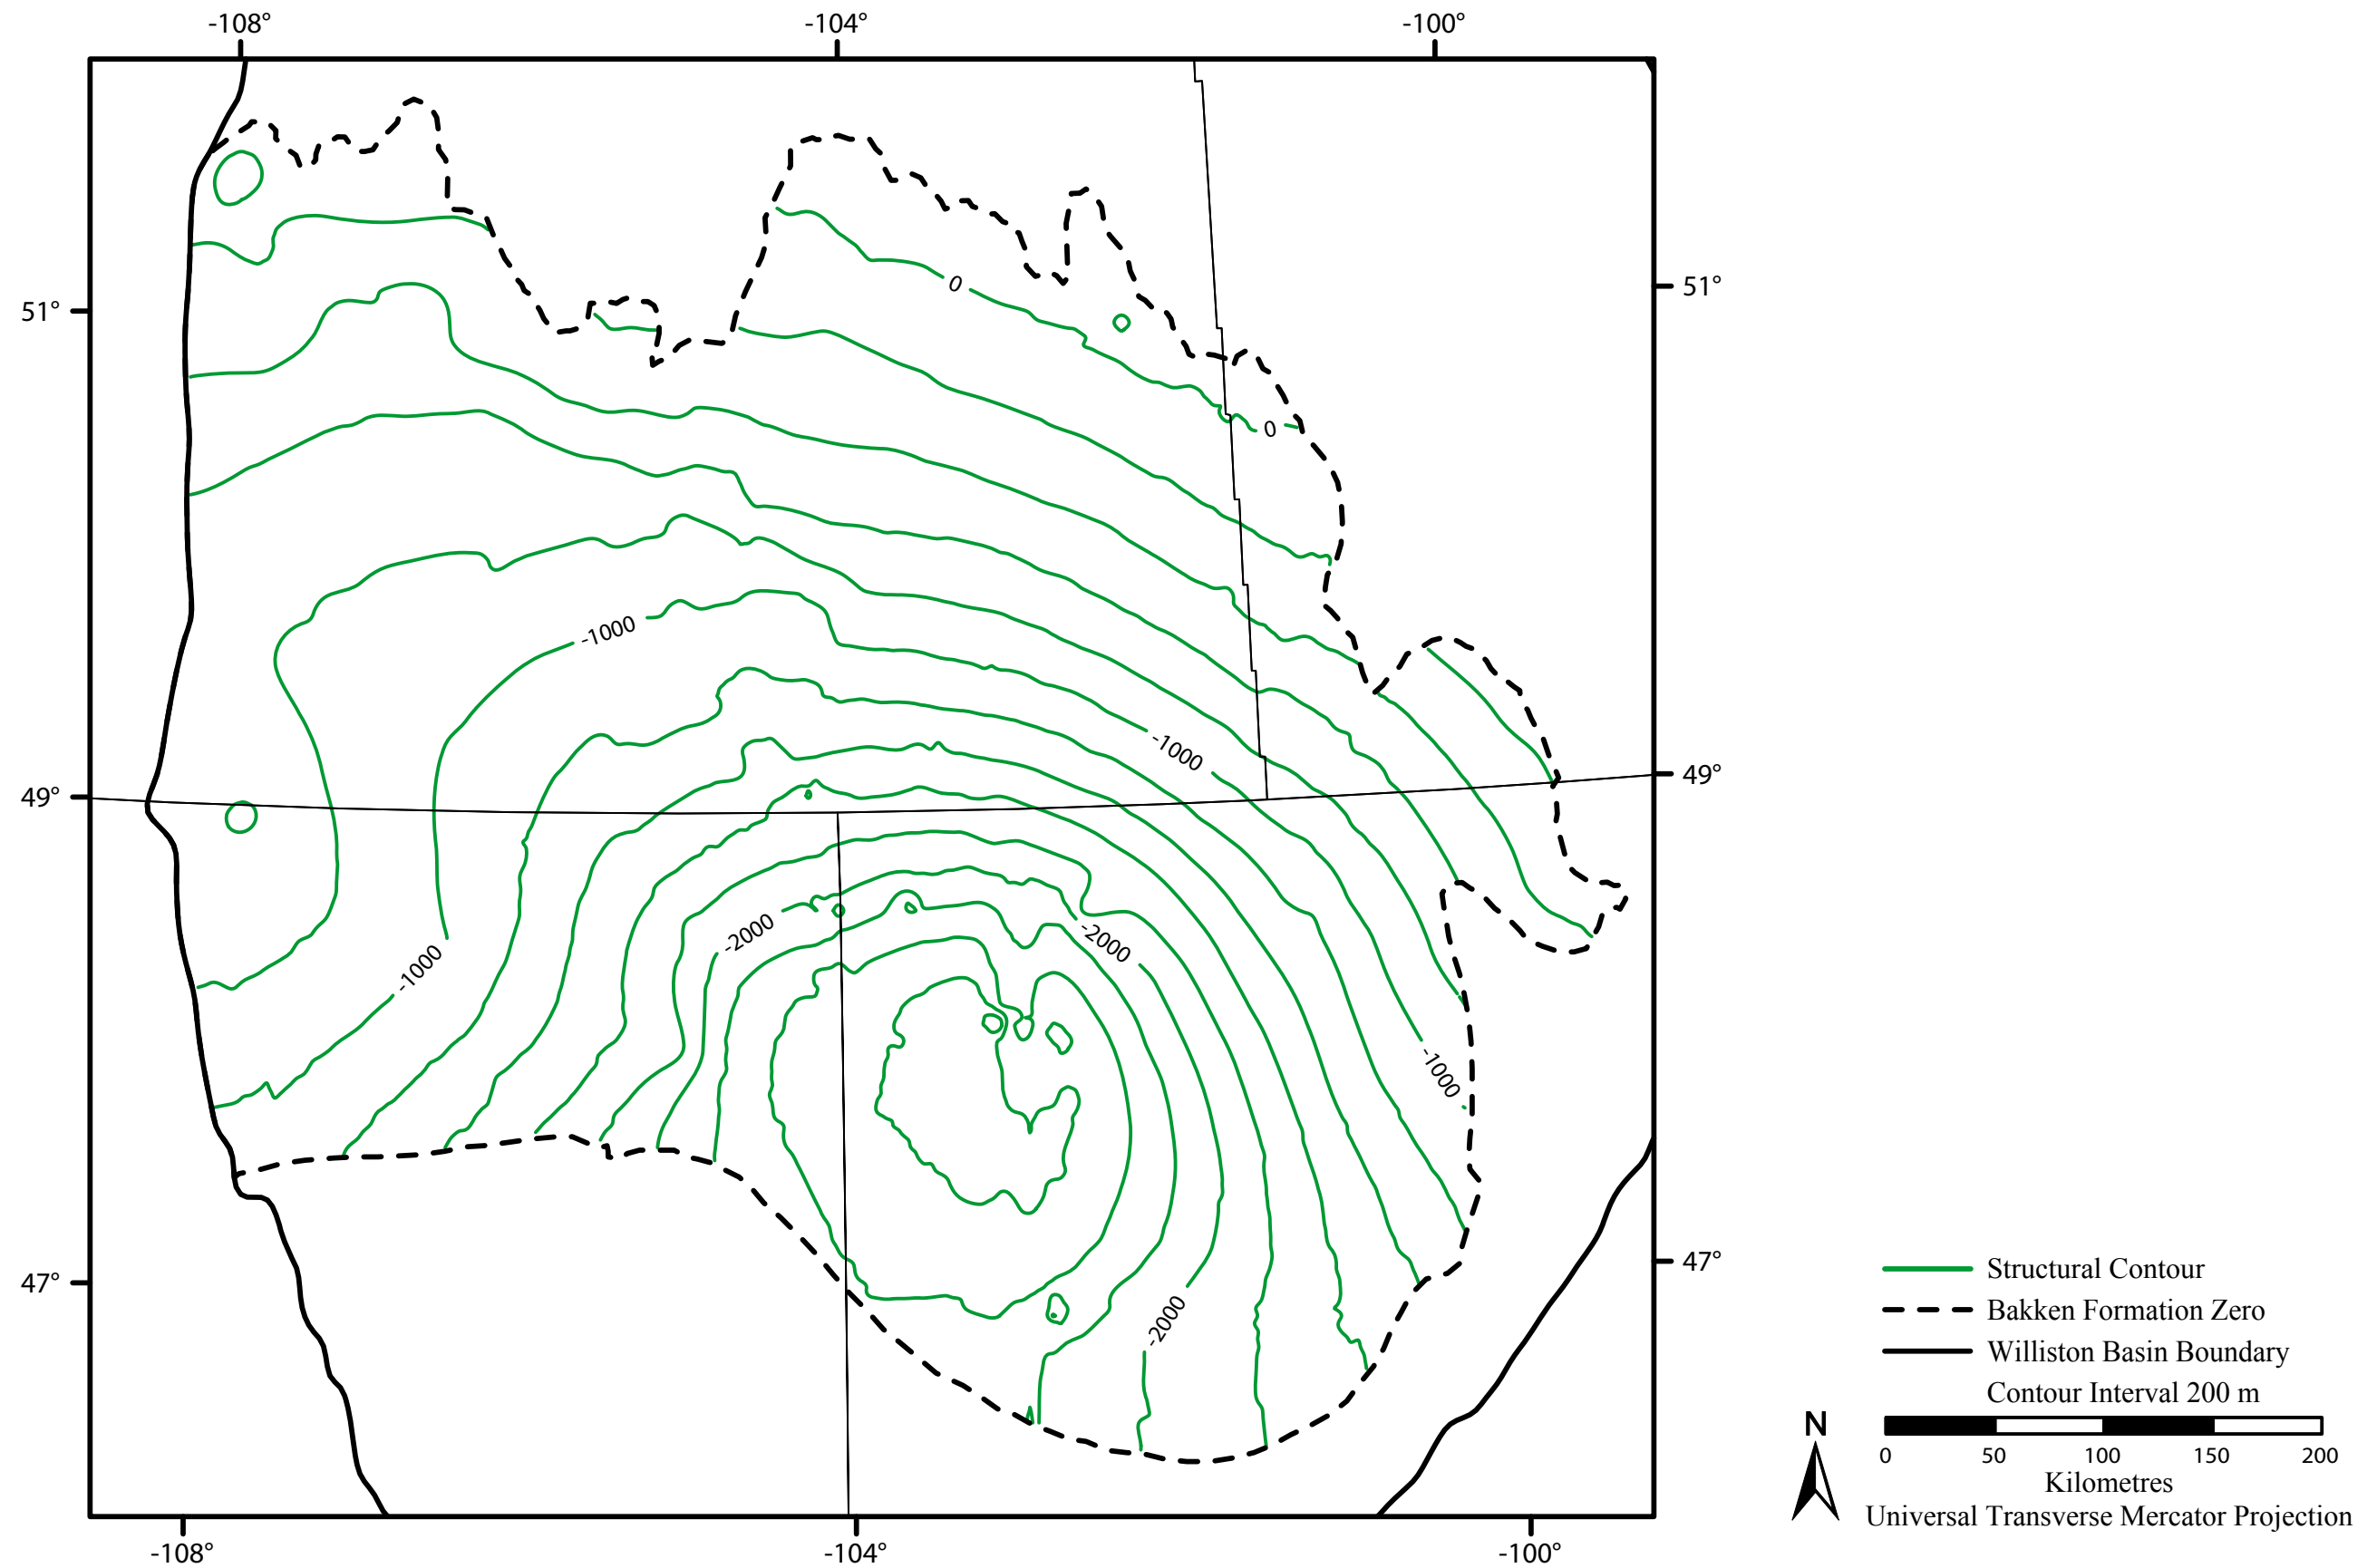 -108°
-104°
-100°
0
51°
51°
0
-1000
-1000
49°
49°
-2000
-2000
-1000
-1000
47°
47°
-2000
Structural Contour
Bakken Formation Zero
Williston Basin Boundary
Contour Interval 200 m
N
0 50 100 150 200
Kilometres
Universal Transverse Mercator Projection
-108°
-104°
-100°